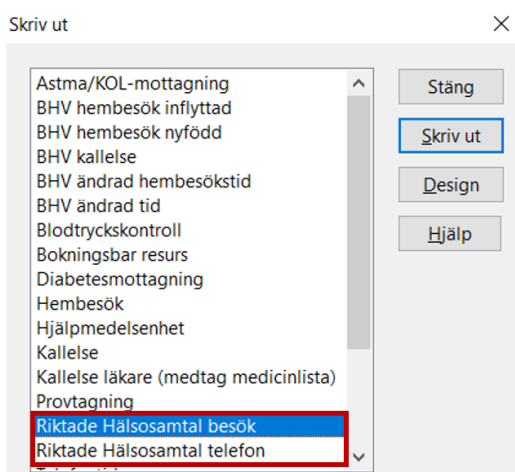 Skriv ut
Astma/KOL-mottagning
BHV hembesök inflyttad
BHV hembesök nyfödd
BHV kallelse
BHV ändrad hembesökstid
BHV ändrad tid
Blodtryckskontroll
Bokningsbar resurs
Diabetesmottagning
Hembesök
Hjälpmedelsenhet
Kallelse
Kallelse läkare (medtag medicinlista)
Provtagning
Riktade Hälsosamtal besök
Riktade Hälsosamtal telefon
Stäng
Skriv ut
Design
Hjälp